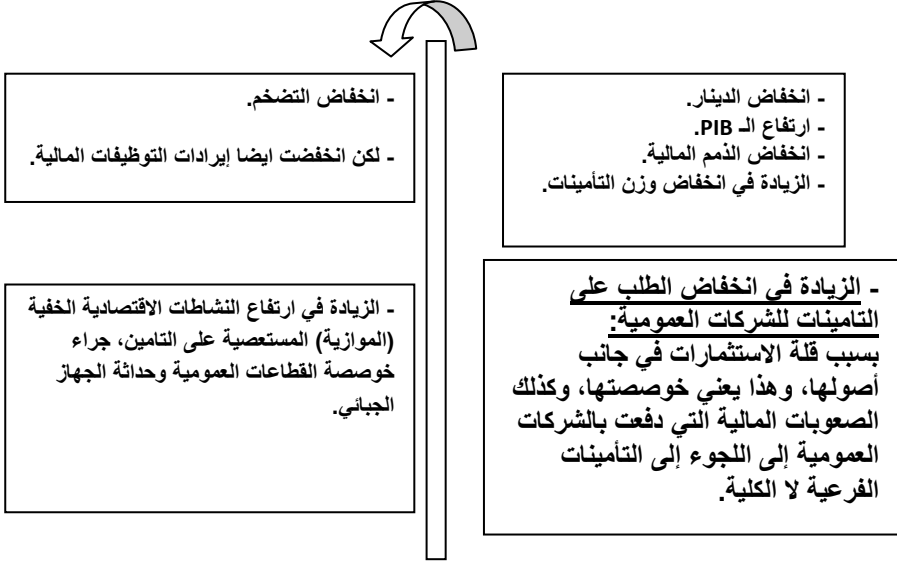 - انخفاض الدينار.
- ارتفاع الـ PIB.
- انخفاض الذمم المالية.
- الزيادة في انخفاض وزن التأمينات.
- انخفاض التضخم.
- لكن انخفضت ايضا إيرادات التوظيفات المالية.
- الزيادة في انخفاض الطلب على
التامينات للشركات العمومية:
بسبب قلة الاستثمارات في جانب
أصولها، وهذا يعني خوصصتها، وكذلك
الصعوبات المالية التي دفعت بالشركات
العمومية إلى اللجوء إلى التأمينات
الفرعية لا الكلية.
- الزيادة في ارتفاع النشاطات الاقتصادية الخفية
(الموازية) المستعصية على التامين، جراء
خوصصة القطاعات العمومية وحداثة الجهاز
الجبائي.